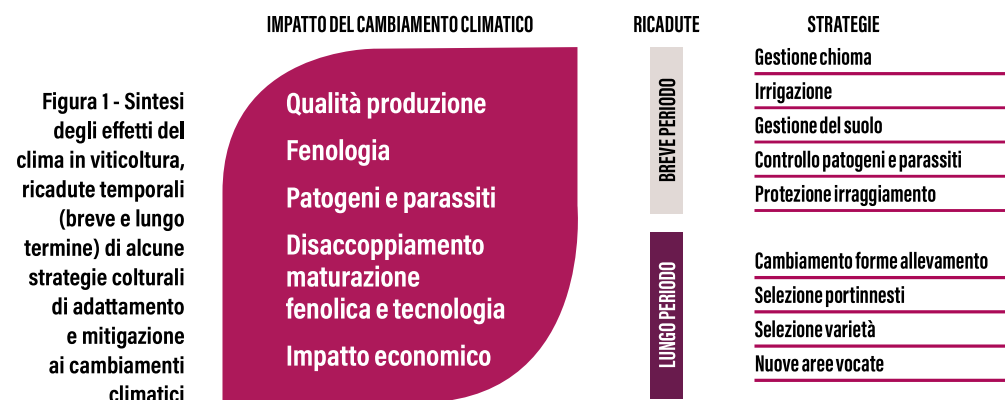 IMPATTO DEL CAMBIAMENTO CLIMATICO
RICADUTE
STRATEGIE
Figura 1 - Sintesi
degli effetti del
clima in viticoltura,
ricadute temporali
(breve e lungo
termine) di alcune
strategie colturali
di adattamento
e mitigazione
ai cambiamenti
climatici
Qualità produzione
Fenologia
Patogeni e parassiti
Disaccoppiamento
maturazione
fenolica e tecnologia
Impatto economico
BREVE PERIODO
LUNGO PERIODO
Gestione chioma
Irrigazione
Gestione del suolo
Controllo patogeni e parassiti
Protezione irraggiamento
Cambiamento forme allevamento
Selezione portinnesti
Selezione varietà
Nuove aree vocate